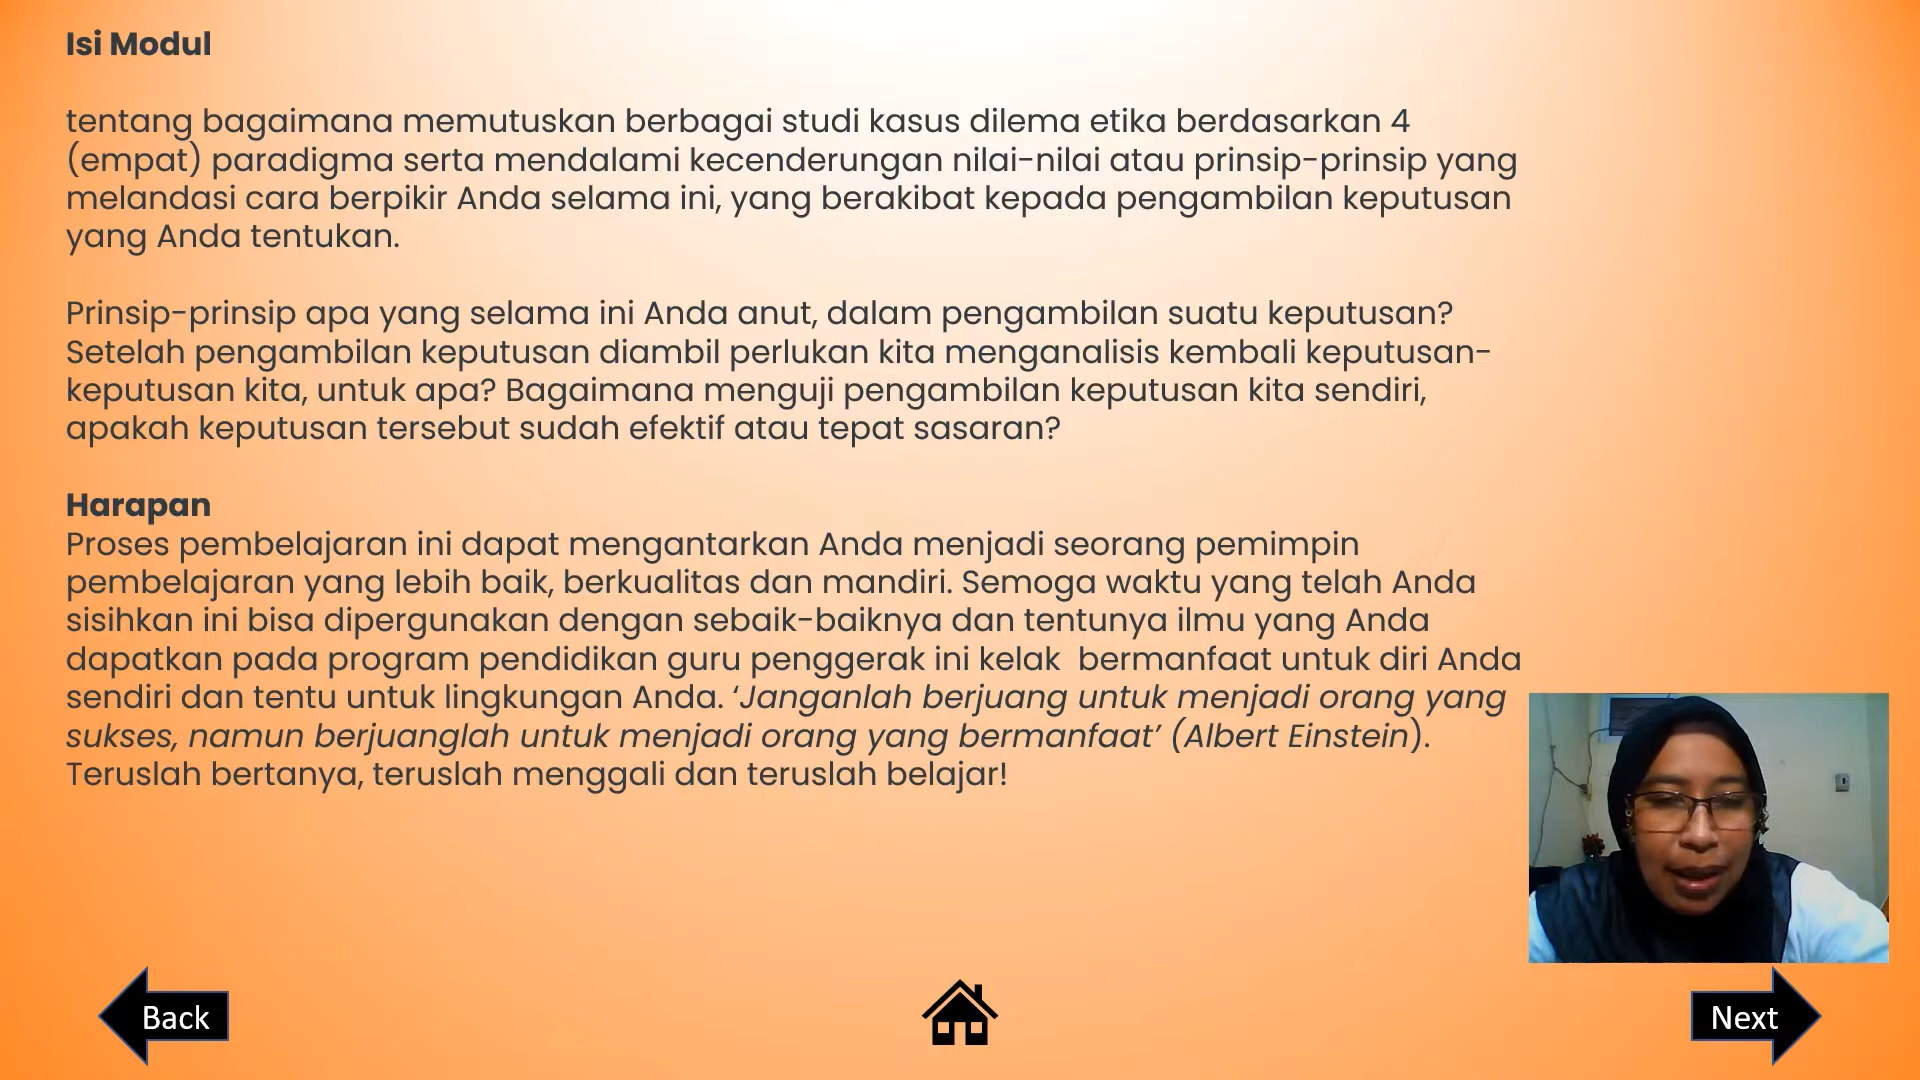 Isi Modul
tentang bagaimana memutuskan berbagai studi kasus dilema etika berdasarkan 4
(empat) paradigma serta mendalami kecenderungan nilai-nilai atau prinsip-prinsip yang
melandasi cara berpikir Anda selama ini, yang berakibat kepada pengambilan keputusan
yang Anda tentukan.
Prinsip-prinsip apa yang selama ini Anda anut, dalam pengambilan suatu keputusan?
Setelah pengambilan keputusan diambil perlukan kita menganalisis kembali keputusan-
keputusan kita, untuk apa? Bagaimana menguji pengambilan keputusan kita sendiri,
apakah keputusan tersebut sudah efektif atau tepat sasaran?
Harapan
Proses pembelajaran ini dapat mengantarkan Anda menjadi seorang pemimpin
pembelajaran yang lebih baik, berkualitas dan mandiri. Semoga waktu yang telah Anda
sisihkan ini bisa dipergunakan dengan sebaik-baiknya dan tentunya ilmu yang Anda
dapatkan pada program pendidikan guru penggerak ini kelak  bermanfaat untuk diri Anda
sendiri dan tentu untuk lingkungan Anda. ‘Janganlah berjuang untuk menjadi orang yang
sukses, namun berjuanglah untuk menjadi orang yang bermanfaat’ (Albert Einstein).
Teruslah bertanya, teruslah menggali dan teruslah belajar!
Back
Next